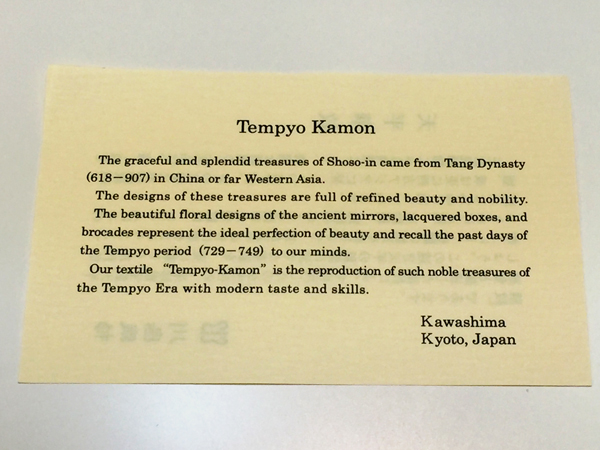 Tempyo Kamon
The graceful and splendid treasures of Shoso-in came from Tang Dynasty
(618－907) in China or far Western Asia.
The designs of these treasures are full of refined beauty and nobility.
The beautiful floral designs of the ancient mirrors, lacquered boxes, and
brocades represent the ideal perfection of beauty and recall the past days of
the Tempyo period (729－749) to our minds.
Our textile “Tempyo-Kamon” is the reproduction of such noble treasures of
the Tempyo Era with modern taste and skills.
Kawashima
Kyoto, Japan